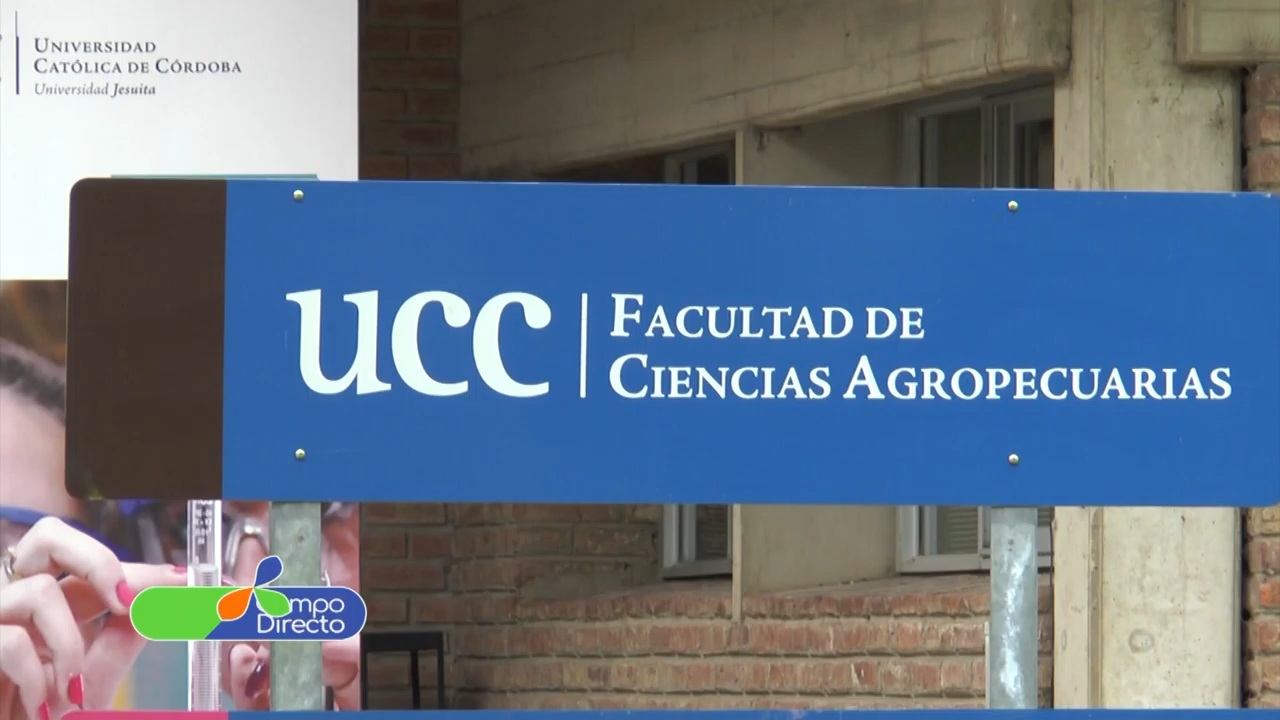 UNIVERSIDAD
CATÓLICA DE CÓRDOBA
Universidad Jesuita
ucc
FACULTAD DE
CIENCIAS AGROPECUARIAS
Directo